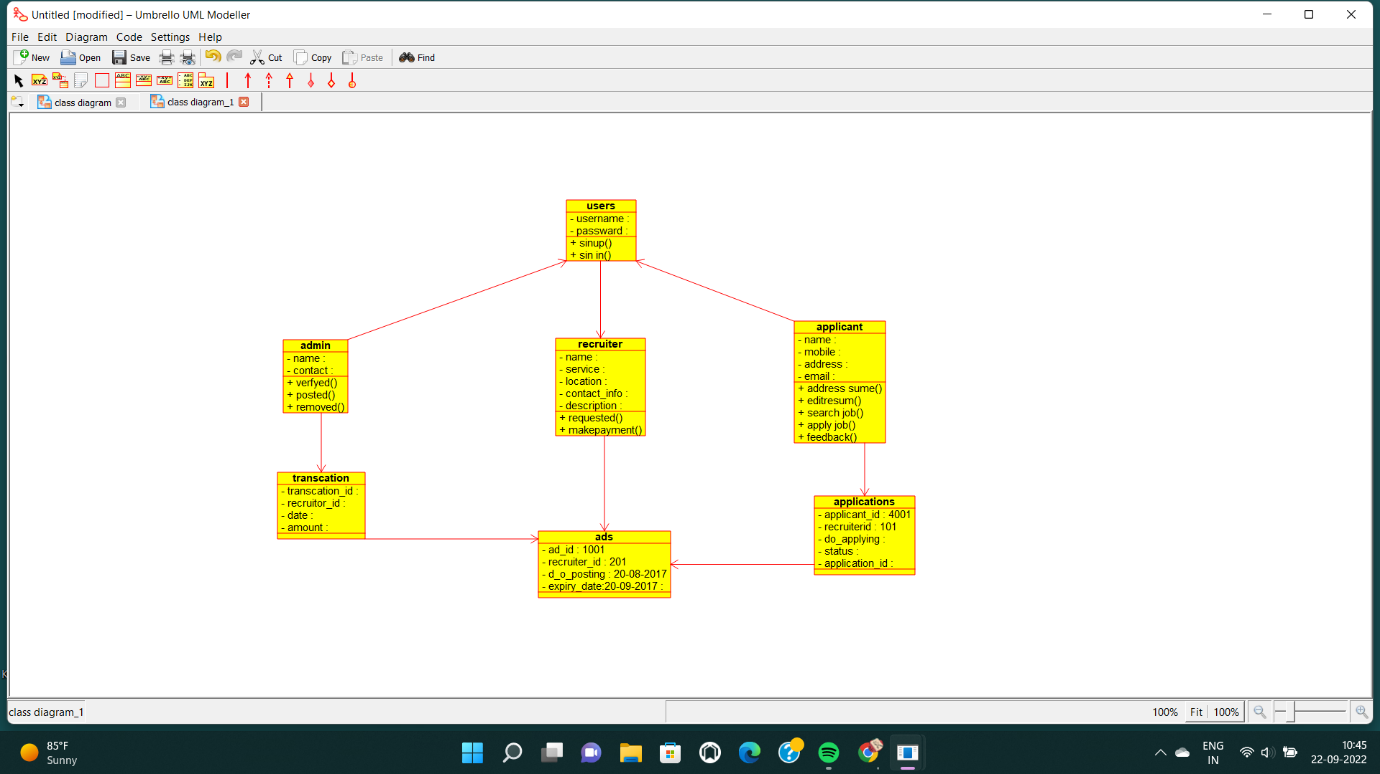 Untitled [modified] – Umbrello UML Modeller
File Edit Diagram Code Settings Help
New Open Save Cut Copy Paste Find
class diagram class diagram_1
users
- username :
- passward :
+ sinup()
+ sin in()
admin
- name :
- contact :
+ verfyed()
+ posted()
+ removed()
recruiter
- name :
- service :
- location :
- contact_info :
- description :
+ requested()
+ makepayment()
applicant
- name :
- mobile :
- address :
- email :
+ address sume()
+ editresum()
+ search job()
+ apply job()
+ feedback()
transcation
- transcation_id :
- recruitor_id :
- date :
- amount :
ads
- ad_id : 1001
- recruiter_id : 201
- d_o_posting : 20-08-2017
- expiry_date:20-09-2017 :
applications
- applicant_id : 4001
- recruiterid : 101
- do_applying :
- status :
- application_id :
class diagram_1
100% Fit 100%
85°F
Sunny
ENG
IN
10:45
22-09-2022